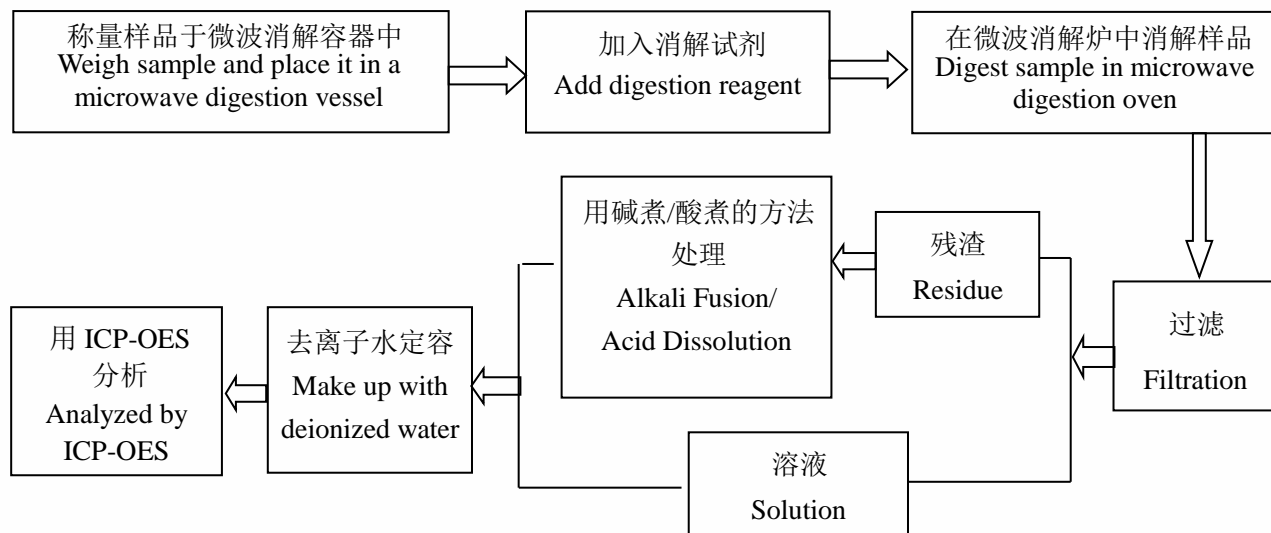 称量样品于微波消解容器中
Weigh sample and place it in a
microwave digestion vessel
加入消解试剂
Add digestion reagent
在微波消解炉中消解样品
Digest sample in microwave
digestion oven
过滤
Filtration
残渣
Residue
用碱煮/酸煮的方法
处理
Alkali Fusion/
Acid Dissolution
溶液
Solution
去离子水定容
Make up with
deionized water
用 ICP-OES
分析
Analyzed by
ICP-OES